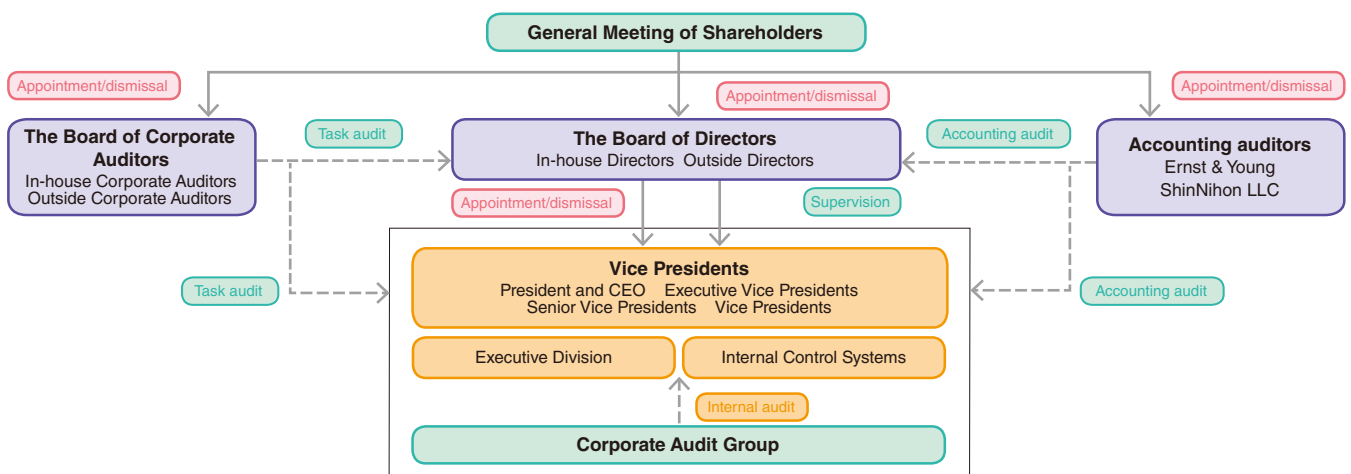 General Meeting of Shareholders
Appointment/dismissal
Appointment/dismissal
Appointment/dismissal
The Board of Corporate
Auditors
In-house Corporate Auditors
Outside Corporate Auditors
Task audit
The Board of Directors
In-house Directors Outside Directors
Accounting audit
Accounting auditors
Ernst & Young
ShinNihon LLC
Appointment/dismissal
Supervision
Task audit
Vice Presidents
President and CEO Executive Vice Presidents
Senior Vice Presidents Vice Presidents
Accounting audit
Executive Division
Internal Control Systems
Internal audit
Corporate Audit Group